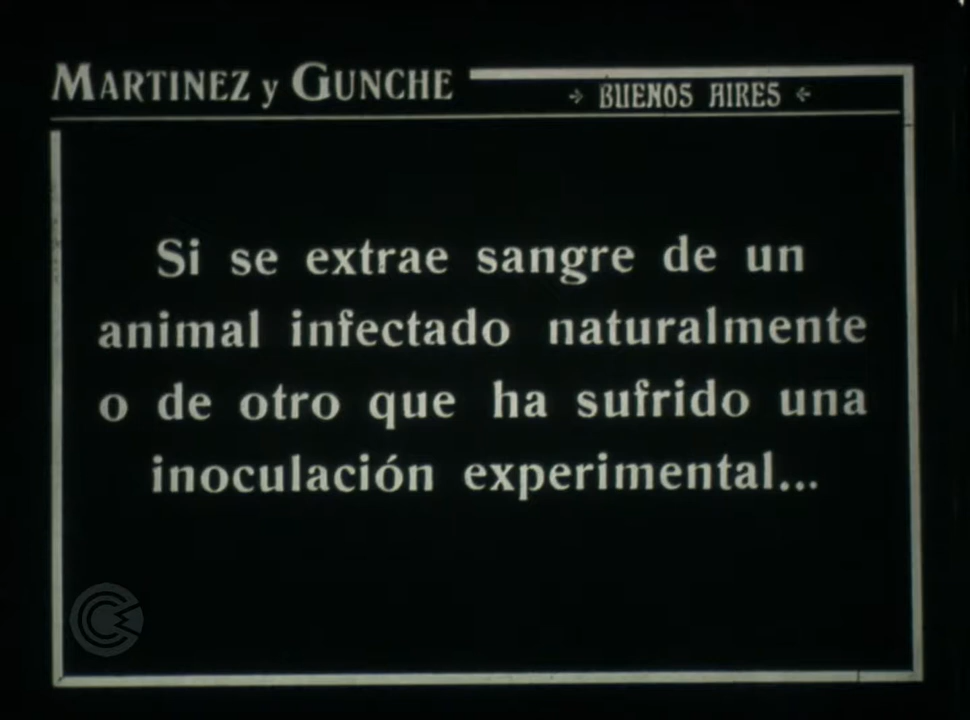 MARTINEZ y GUNCHE
BUENOS AIRES
Si se extrae sangre de un
animal infectado naturalmente
o de otro que ha sufrido una
inoculación experimental...